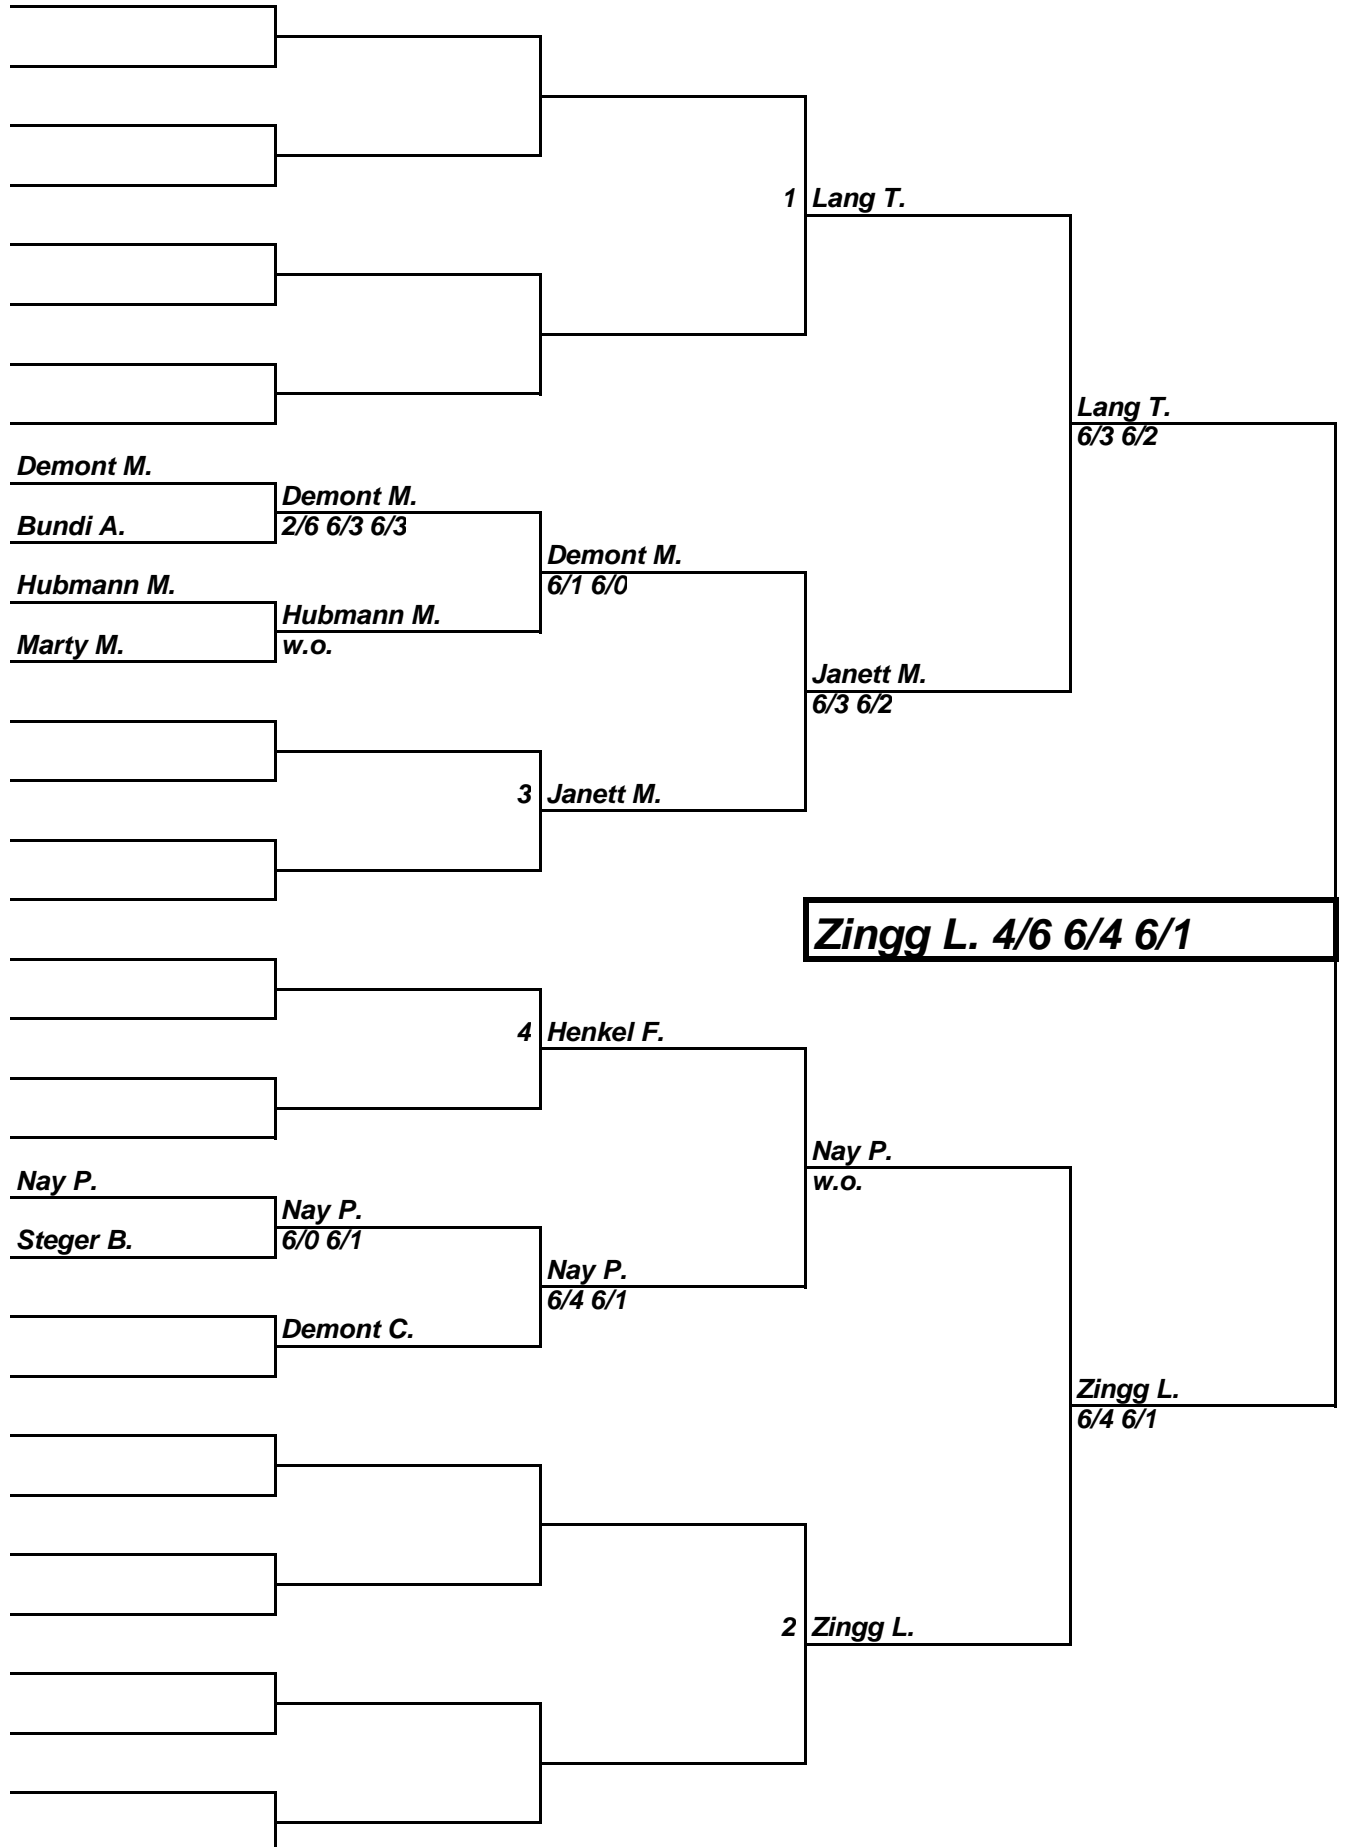 1 Lang T.
Lang T.
6/3 6/2
Demont M.
Demont M.
Bundi A.
2/6 6/3 6/3
Demont M.
Hubmann M.
6/1 6/0
Hubmann M.
Marty M.
w.o.
Janett M.
6/3 6/2
3 Janett M.
Zingg L. 4/6 6/4 6/1
4 Henkel F.
Nay P.
Nay P.
w.o.
Nay P.
Steger B.
6/0 6/1
Nay P.
6/4 6/1
Demont C.
Zingg L.
6/4 6/1
2 Zingg L.